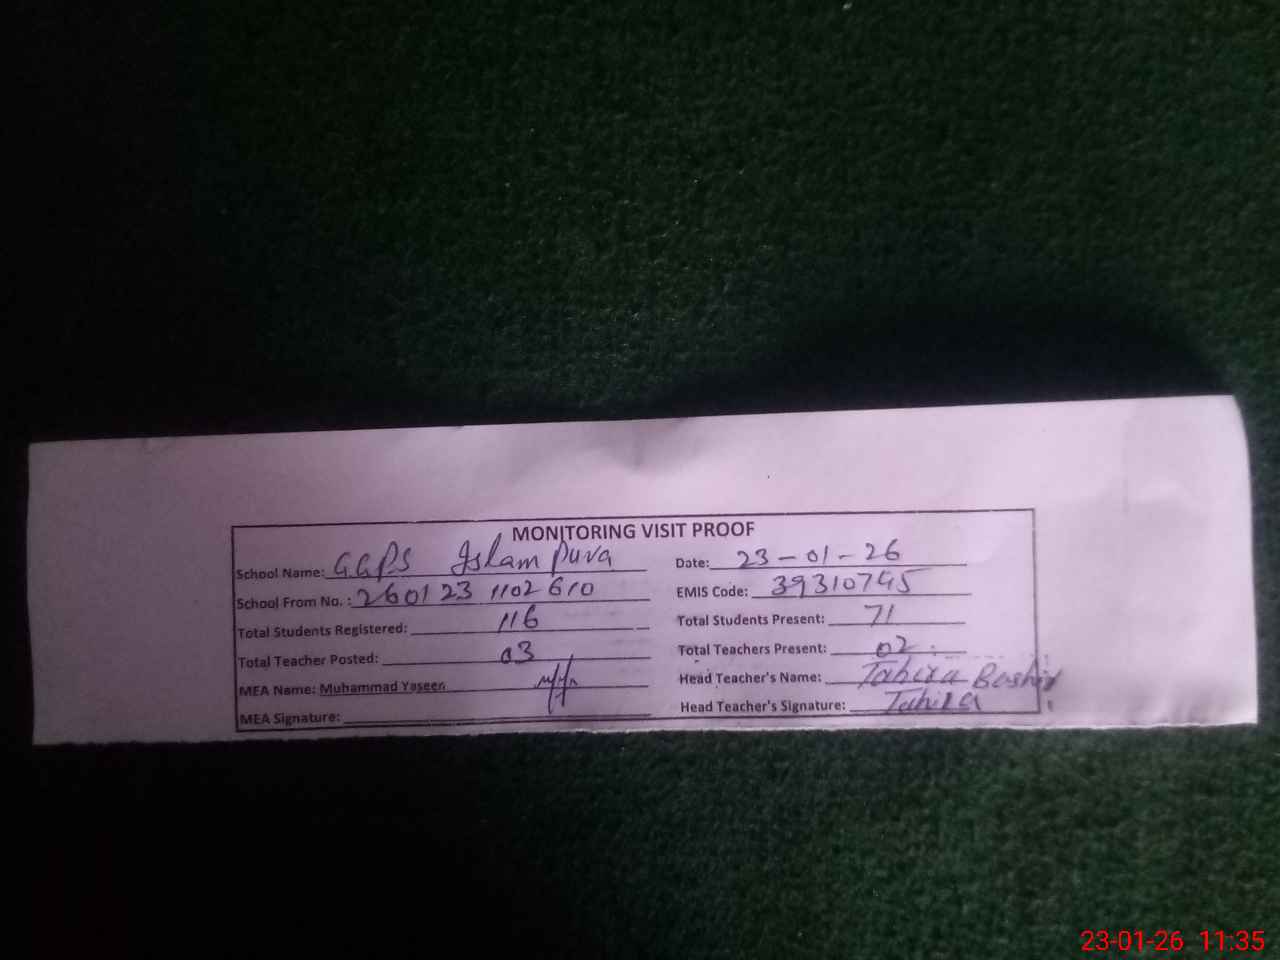 MONITORING VISIT PROOF
School Name: GGPS Islam Pura Date: 23-01-26
School From No. : 260123 1102610 EMIS Code: 39310745
Total Students Registered: 116 Total Students Present: 71
Total Teacher Posted: 03 Total Teachers Present: 02
MEA Name: Muhammad Yaseen Head Teacher's Name: Tahira Bashir
MEA Signature: Head Teacher's Signature: Tahira
23-01-26 11:35